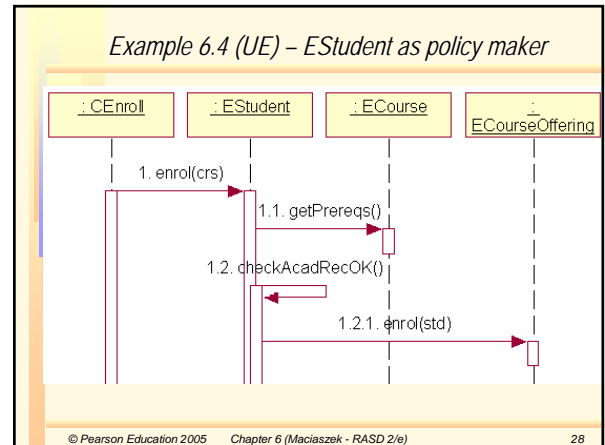 Example 6.4 (UE) – EStudent as policy maker
: CEnroll
: EStudent
: ECourse
:
ECourseOffering
1. enrol(crs)
1.1. getPrereqs()
1.2. checkAcadRecOK()
1.2.1. enrol(std)
© Pearson Education 2005 Chapter 6 (Maciaszek - RASD 2/e) 28